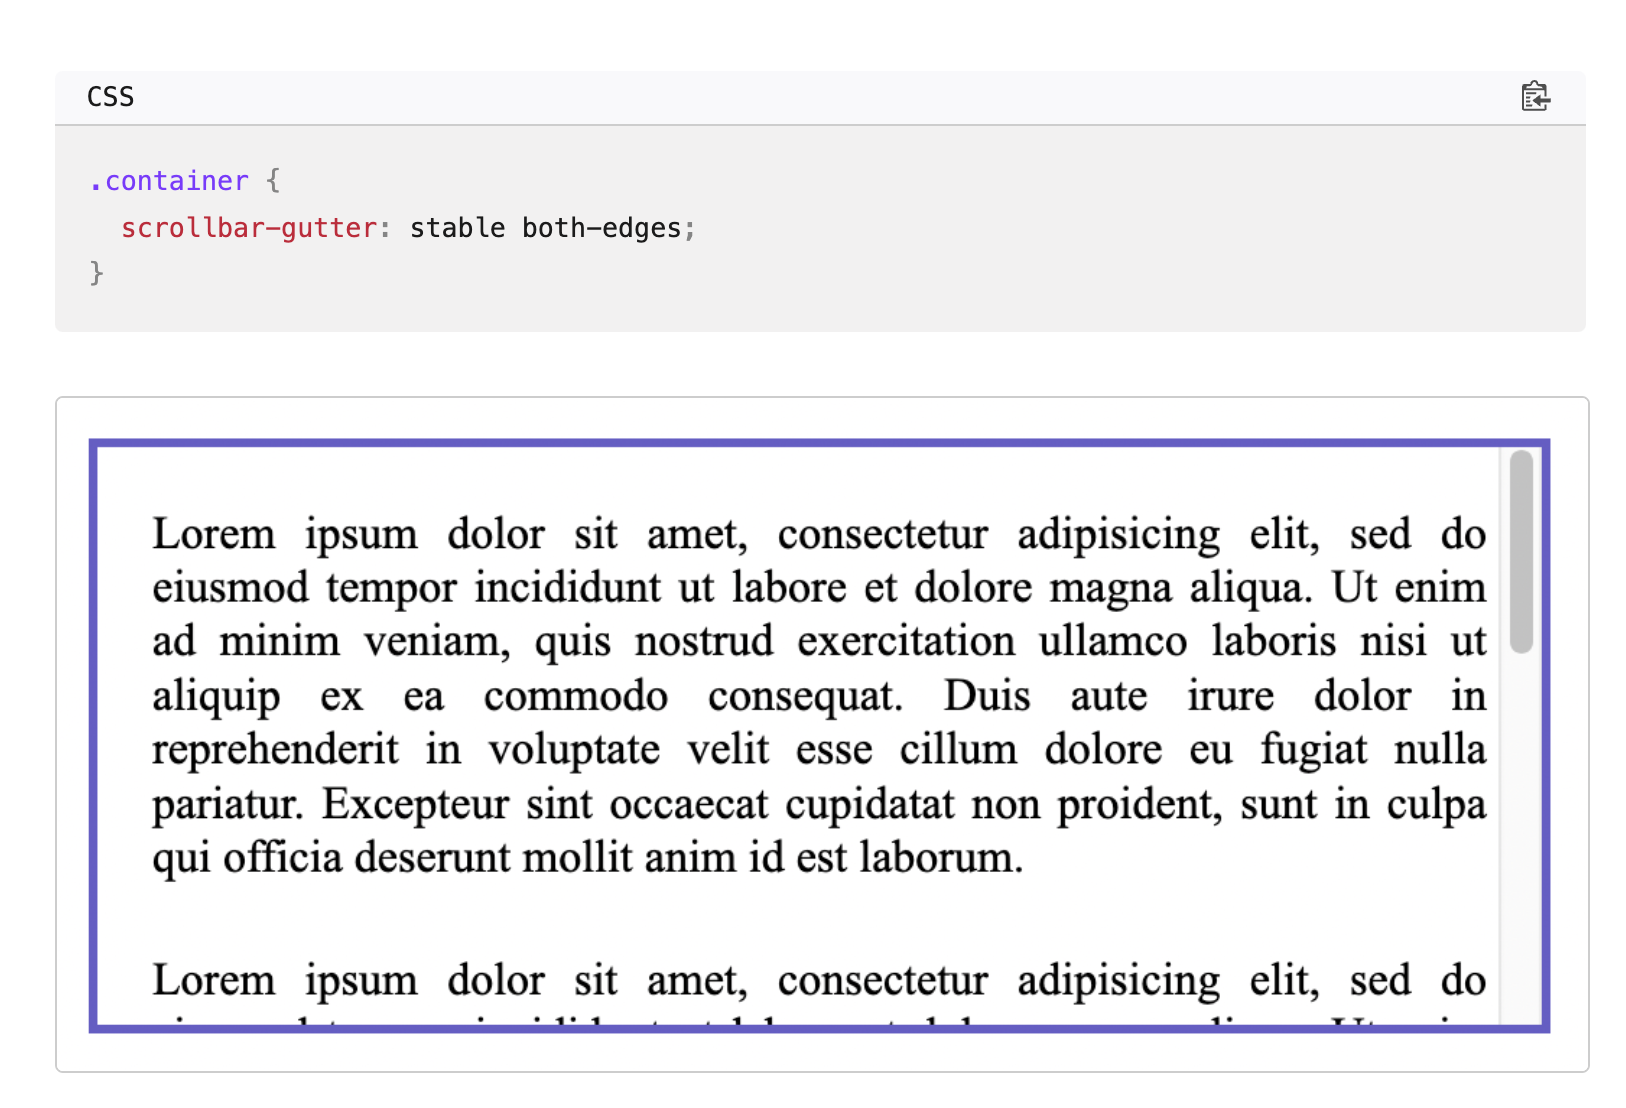 CSS
.container {
scrollbar-gutter: stable both-edges;
}
Lorem ipsum dolor sit amet, consectetur adipisicing elit, sed do
eiusmod tempor incididunt ut labore et dolore magna aliqua. Ut enim
ad minim veniam, quis nostrud exercitation ullamco laboris nisi ut
aliquip ex ea commodo consequat. Duis aute irure dolor in
reprehenderit in voluptate velit esse cillum dolore eu fugiat nulla
pariatur. Excepteur sint occaecat cupidatat non proident, sunt in culpa
qui officia deserunt mollit anim id est laborum.
Lorem ipsum dolor sit amet, consectetur adipisicing elit, sed do